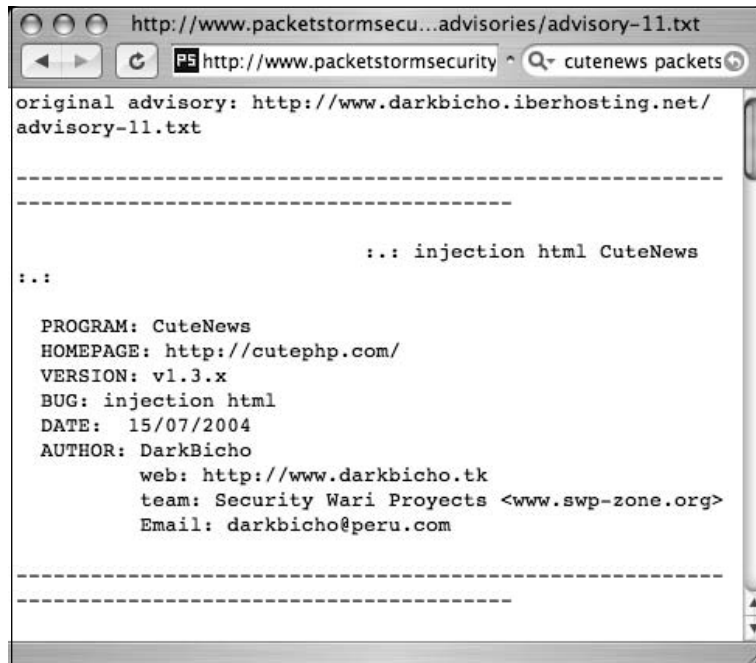 http://www.packetstormsecu...advisories/advisory-11.txt
PS http://www.packetstormsecurity
cutenews packets
original advisory: http://www.darkbicho.iberhosting.net/
advisory-11.txt
----------------------------------------------------------
-----------------------------------------
:.: injection html CuteNews
:.:
PROGRAM: CuteNews
HOMEPAGE: http://cutephp.com/
VERSION: v1.3.x
BUG: injection html
DATE: 15/07/2004
AUTHOR: DarkBicho
web: http://www.darkbicho.tk
team: Security Wari Proyects <www.swp-zone.org>
Email: darkbicho@peru.com
----------------------------------------------------------
-----------------------------------------